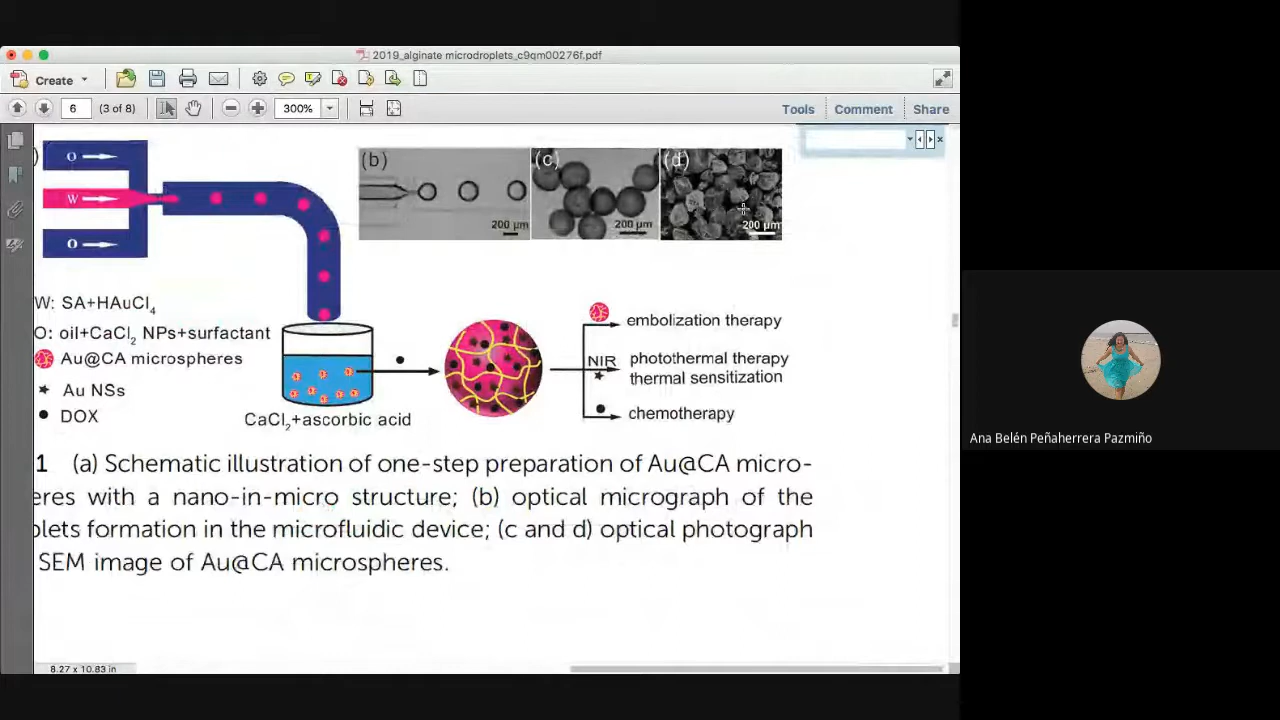 2019_alginate microdroplets_c9qm00276f.pdf
Create
6 (3 of 8) 300% Tools Comment Share
) O (b) (c) (d)
W
O 200 µm 200 µm 200 µm
W: SA+HAuCl4
O: oil+CaCl2 NPs+surfactant
Au@CA microspheres
Au NSs
DOX
CaCl2+ascorbic acid
embolization therapy
NIR photothermal therapy
thermal sensitization
chemotherapy
1 (a) Schematic illustration of one-step preparation of Au@CA micro-
eres with a nano-in-micro structure; (b) optical micrograph of the
plets formation in the microfluidic device; (c and d) optical photograph
SEM image of Au@CA microspheres.
8.27 x 10.83 in
Ana Belén Peñaherrera Pazmiño